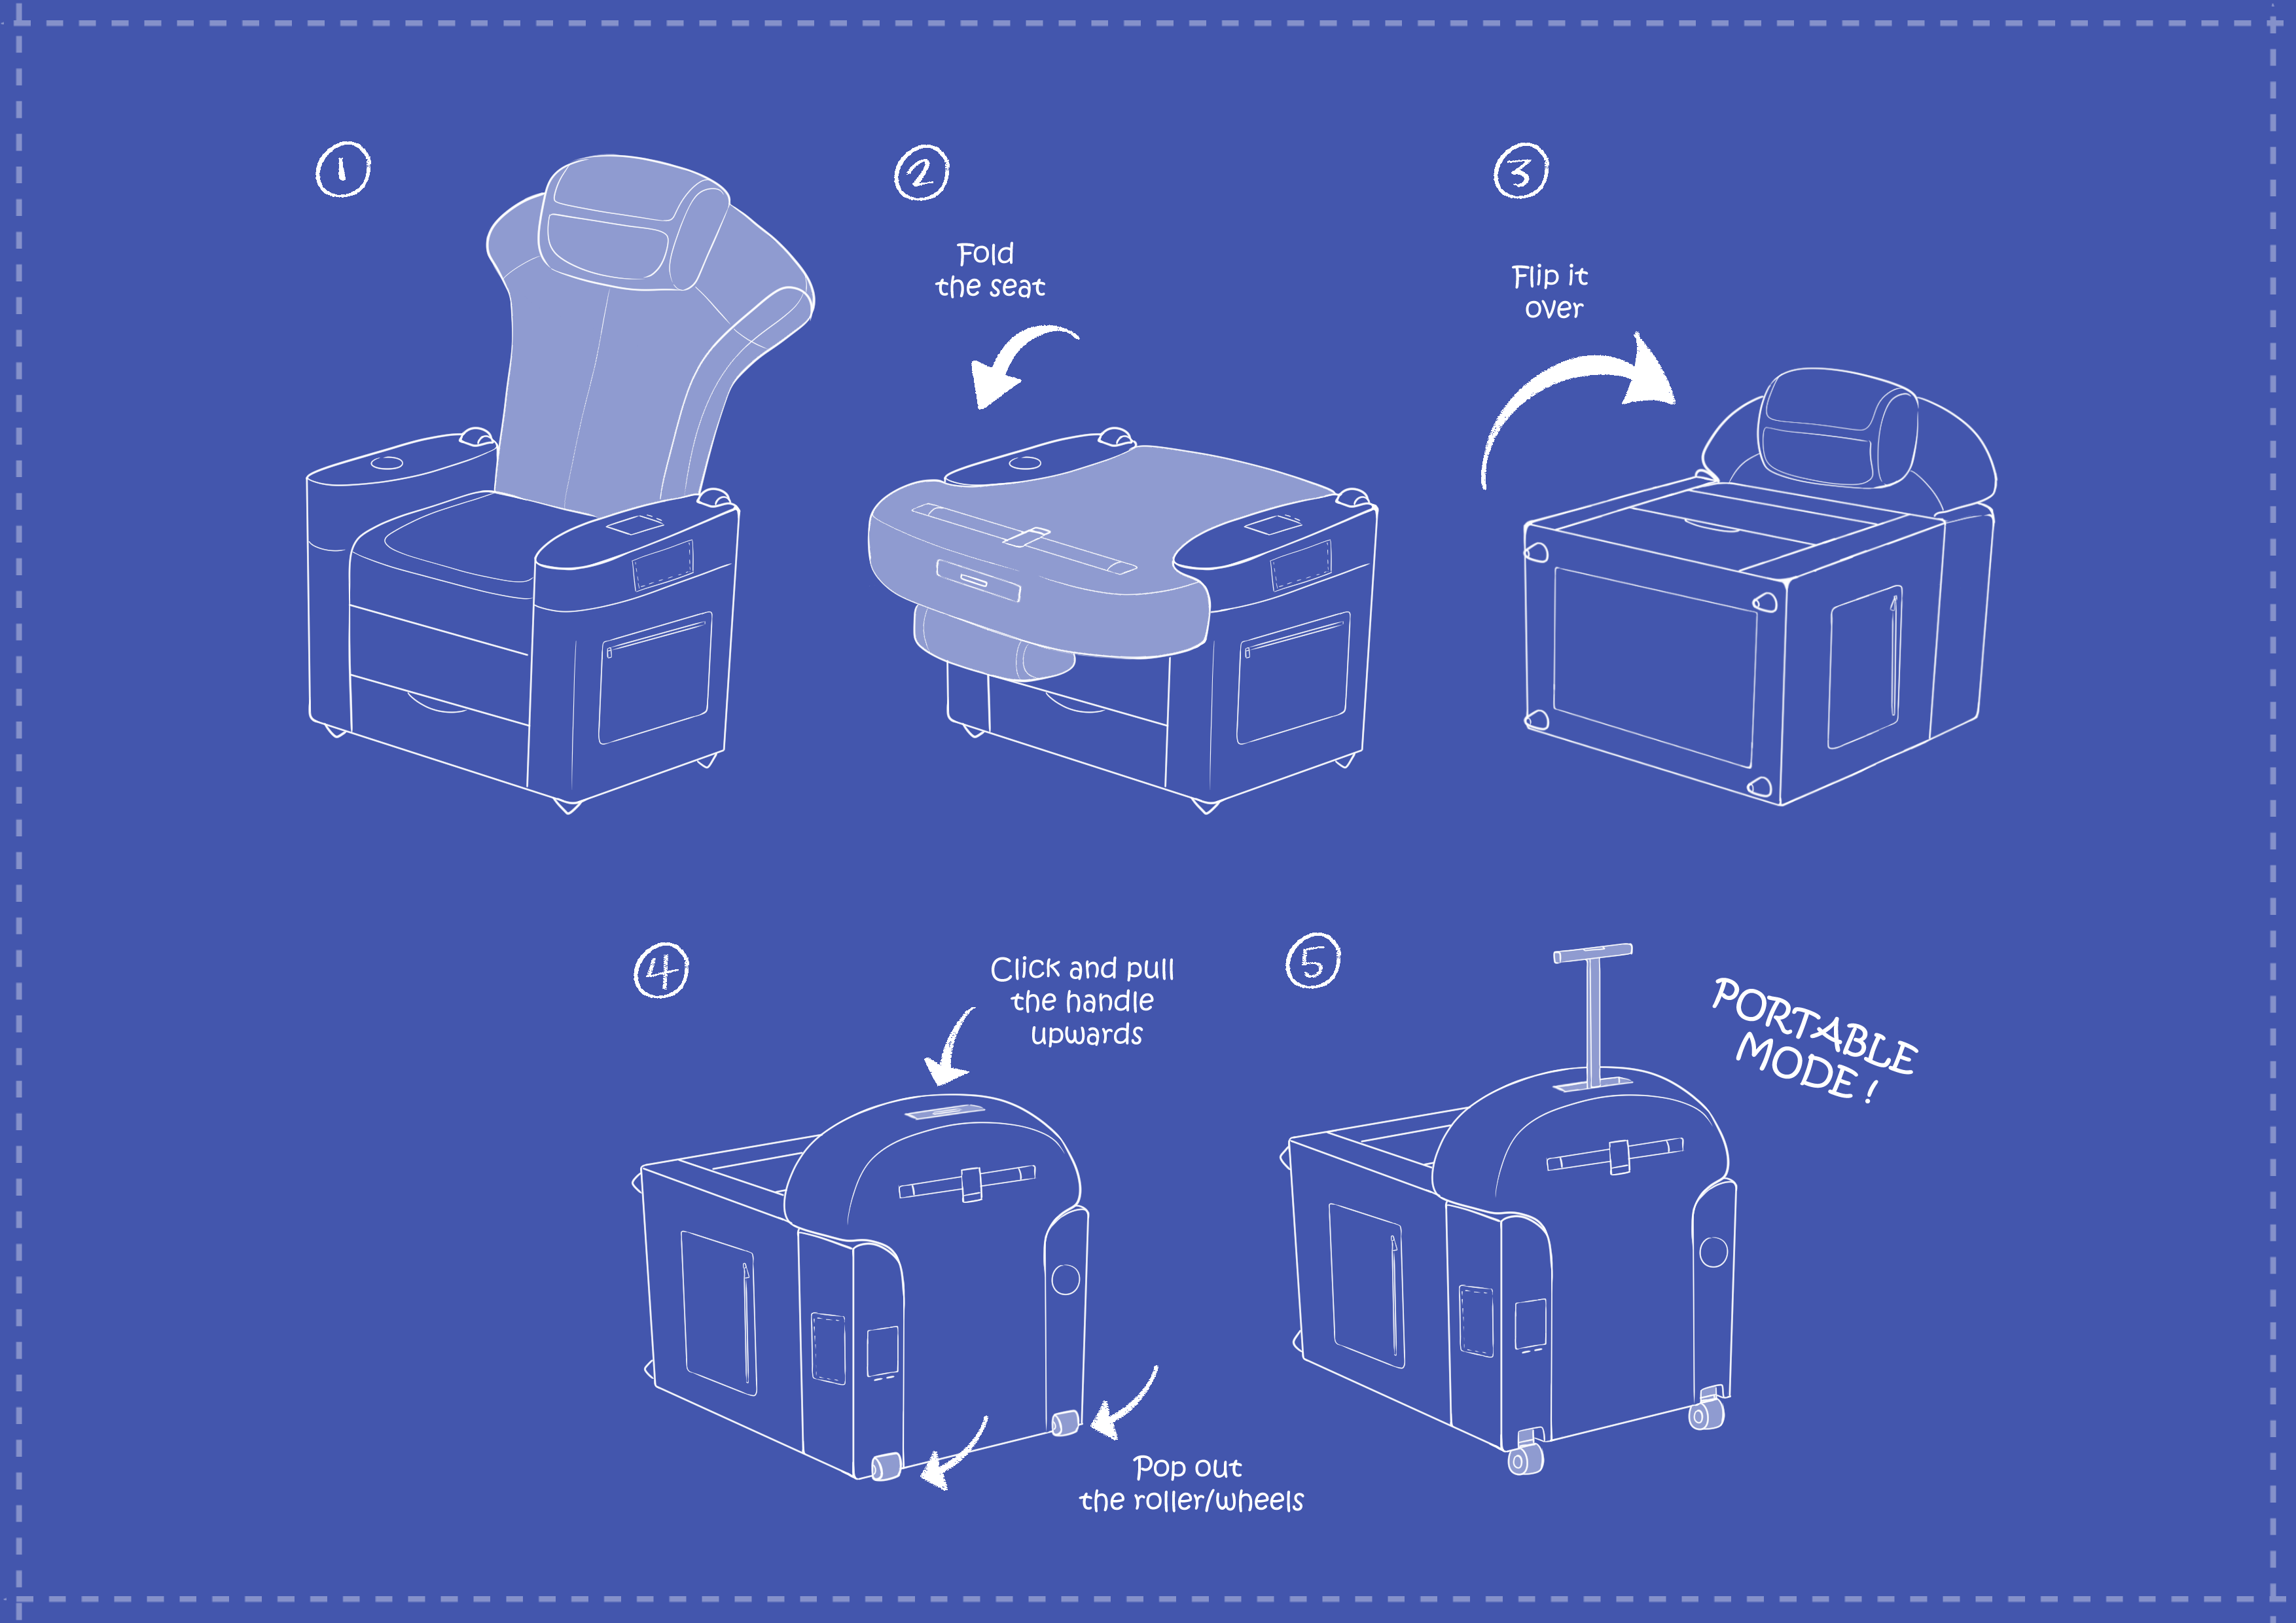 1
2
Fold
the seat
3
Flip it
over
4
Click and pull
the handle
upwards
Pop out
the roller/wheels
5
PORTABLE
MODE!